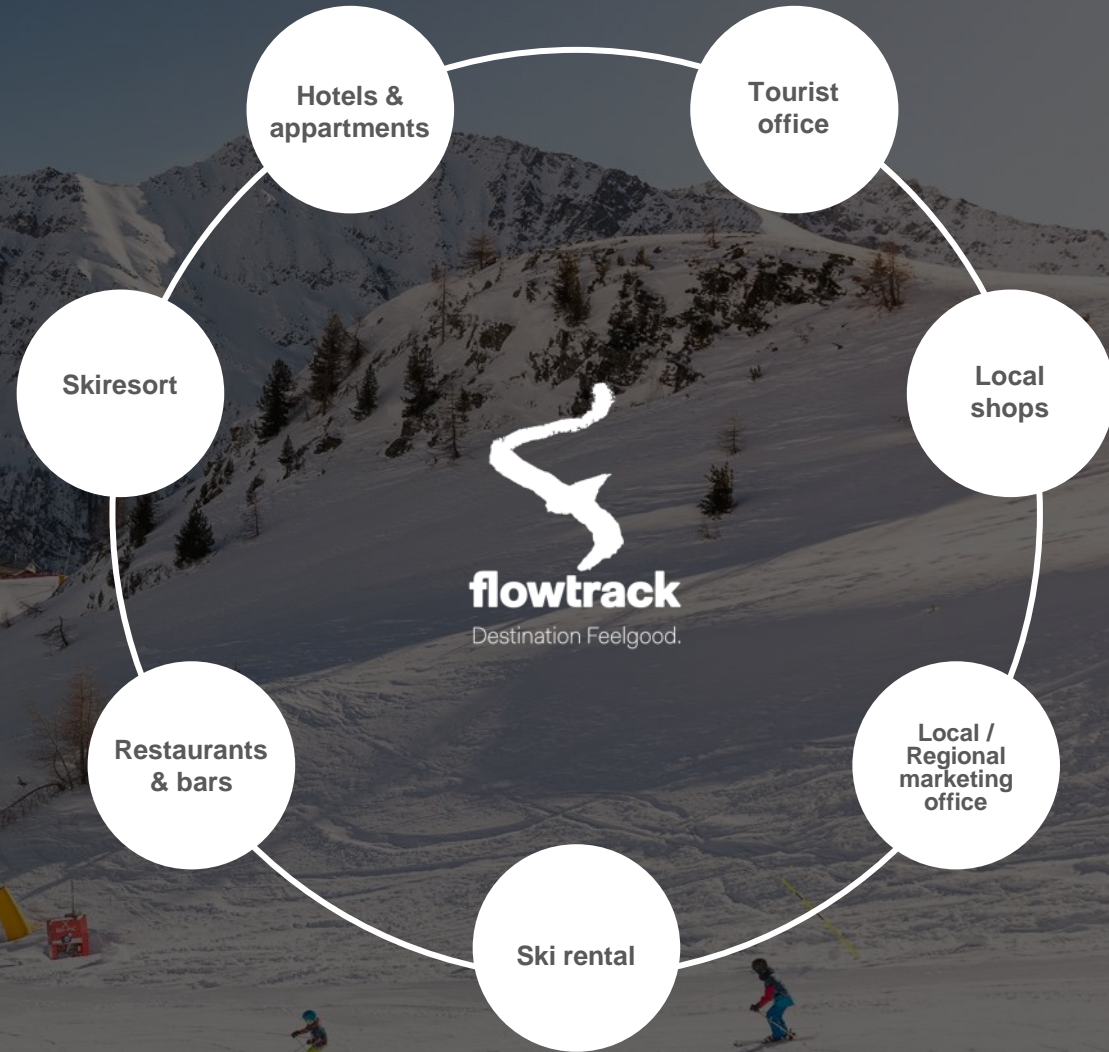 Hotels &
appartments
Tourist
office
Skiresort
Local
shops
flowtrack
Destination Feelgood.
Restaurants
& bars
Local /
Regional
marketing
office
Ski rental